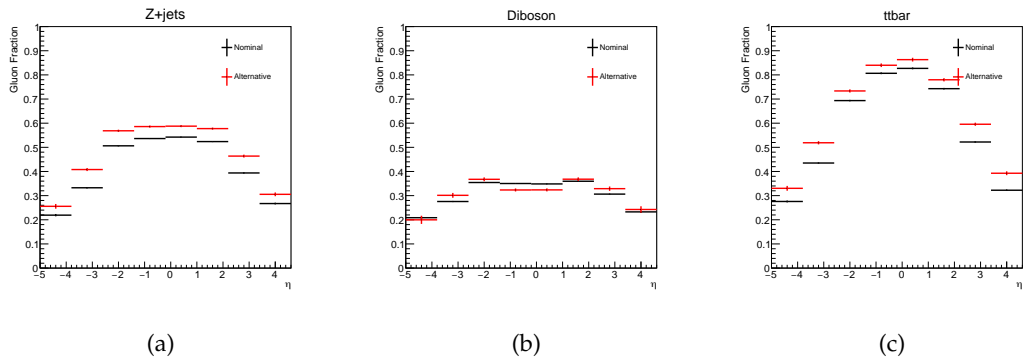 Z+jets
Gluon Fraction
Nominal
Alternative
1
0.9
0.8
0.7
0.6
0.5
0.4
0.3
0.2
0.1
0
−5 −4 −3 −2 −1 0 1 2 3 4
η
(a)
Diboson
Gluon Fraction
Nominal
Alternative
1
0.9
0.8
0.7
0.6
0.5
0.4
0.3
0.2
0.1
0
−5 −4 −3 −2 −1 0 1 2 3 4
η
(b)
ttbar
Gluon Fraction
Nominal
Alternative
1
0.9
0.8
0.7
0.6
0.5
0.4
0.3
0.2
0.1
0
−5 −4 −3 −2 −1 0 1 2 3 4
η
(c)